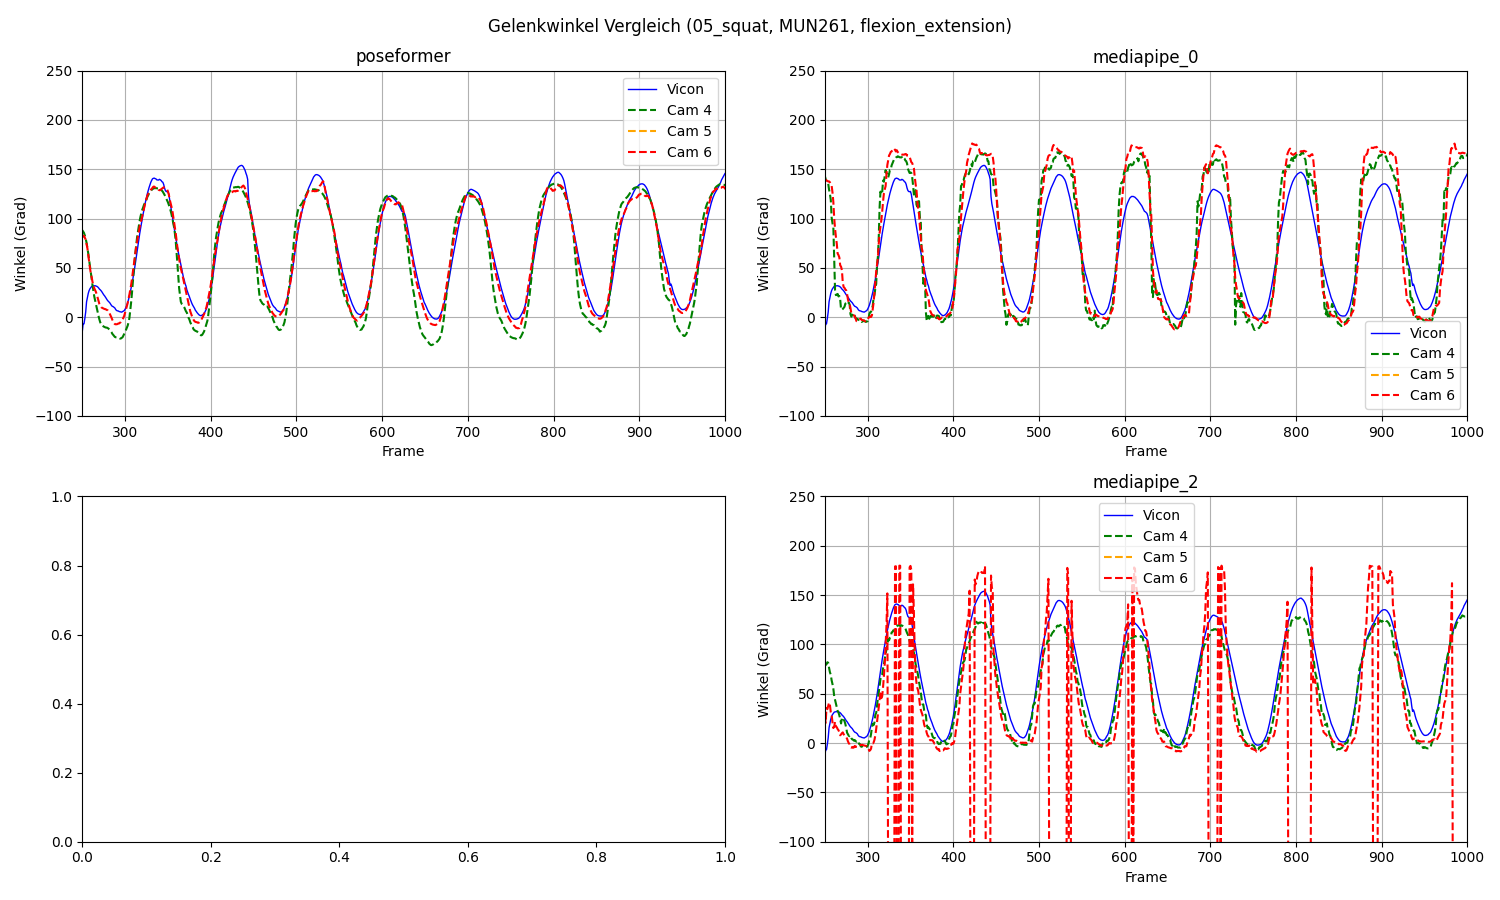 Gelenkwinkel Vergleich (05_squat, MUN261, flexion_extension)
poseformer
250
200
150
100
50
0
−50
−100
Winkel (Grad)
300 400 500 600 700 800 900 1000
Frame
Vicon
Cam 4
Cam 5
Cam 6
mediapipe_0
250
200
150
100
50
0
−50
−100
Winkel (Grad)
300 400 500 600 700 800 900 1000
Frame
Vicon
Cam 4
Cam 5
Cam 6
1.0
0.8
0.6
0.4
0.2
0.0
0.0 0.2 0.4 0.6 0.8 1.0
mediapipe_2
250
200
150
100
50
0
−50
−100
Winkel (Grad)
300 400 500 600 700 800 900 1000
Frame
Vicon
Cam 4
Cam 5
Cam 6